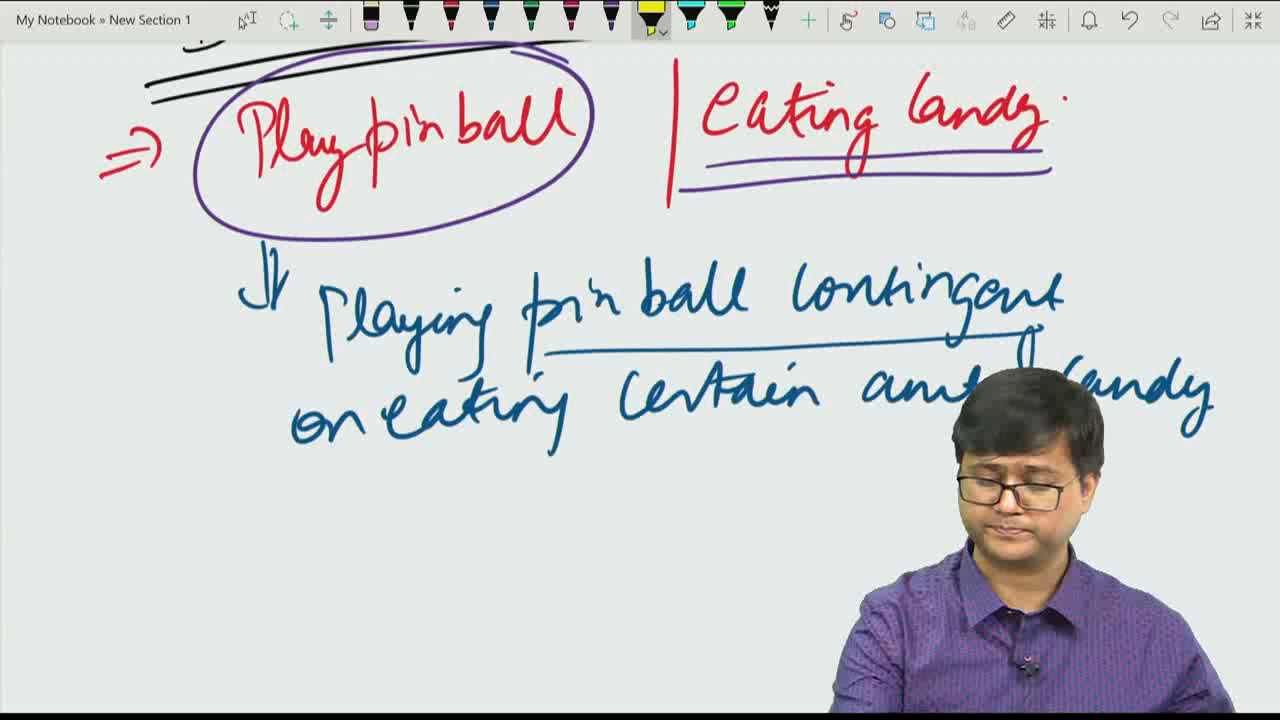 My Notebook » New Section 1
Play pinball
eating candy.
Playing pinball contingent
on eating certain amt candy